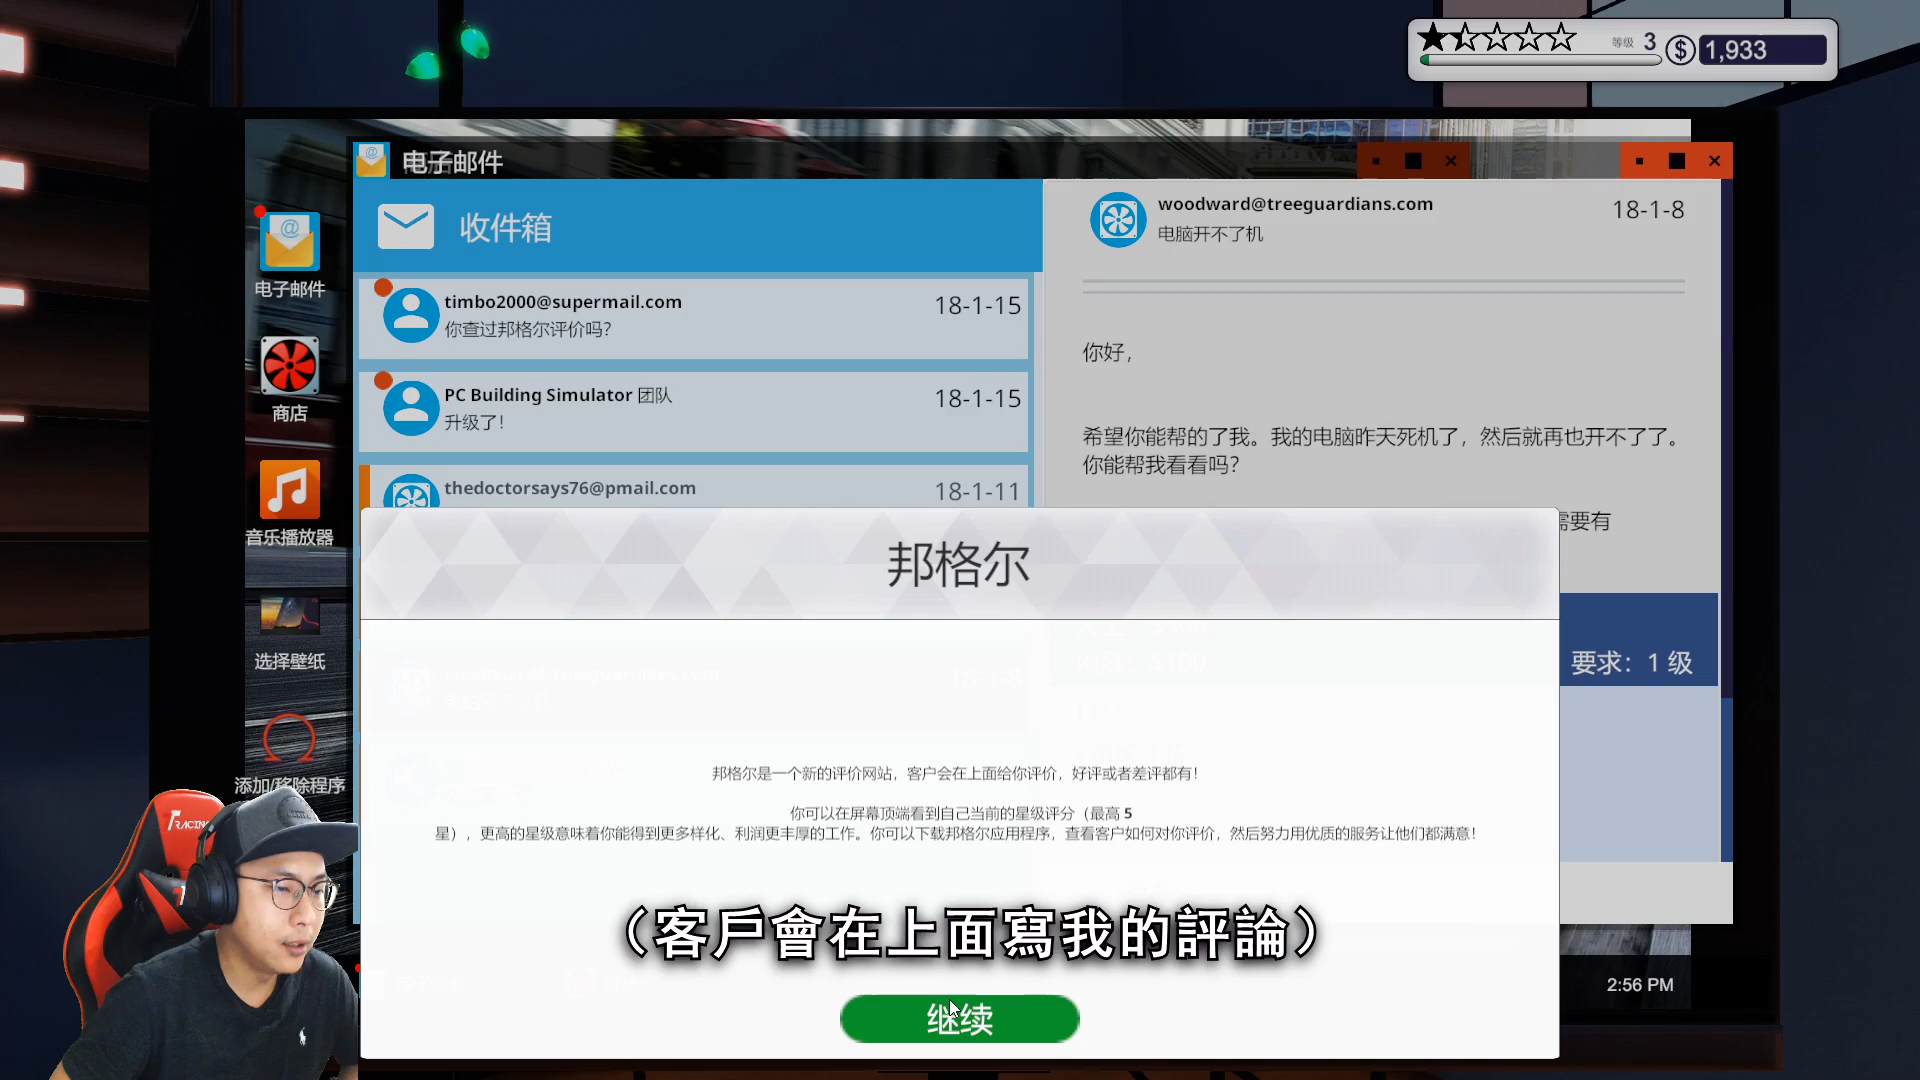 等级 3
$ 1,933
电子邮件
收件箱
timbo2000@supermail.com
18-1-15
你查过邦格尔评价吗?
PC Building Simulator 团队
18-1-15
升级了!
thedoctorsays76@pmail.com
18-1-11
woodward@treeguardians.com
18-1-8
电脑开不了机
你好,
希望你能帮的了我。我的电脑昨天死机了，然后就再也开不了了。
你能帮我看看吗?
需要有
要求：1 级
电子邮件
商店
音乐播放器
选择壁纸
添加/移除程序
邦格尔
邦格尔是一个新的评价网站，客户会在上面给你评价，好评或者差评都有!
你可以在屏幕顶端看到自己当前的星级评分（最高 5
星），更高的星级意味着你能得到更多样化、利润更丰厚的工作。你可以下载邦格尔应用程序，查看客户如何对你评价，然后努力用优质的服务让他们都满意!
（客戶會在上面寫我的評論）
继续
2:56 PM